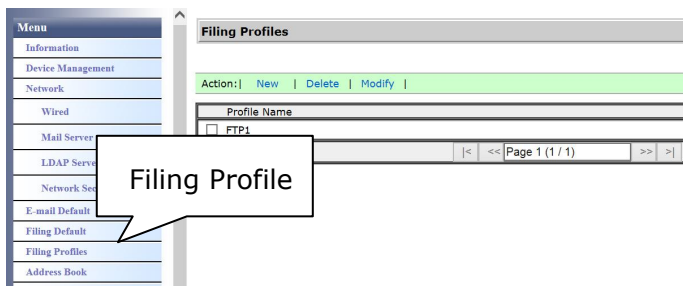 Menu
Information
Device Management
Network
Wired
Mail Server
LDAP Serve
Network Sec
E-mail Default
Filing Default
Filing Profiles
Address Book
Filing Profiles
Action:| New | Delete | Modify |
Profile Name
FTP1
|< << Page 1 (1 / 1) >> >|
Filing Profile